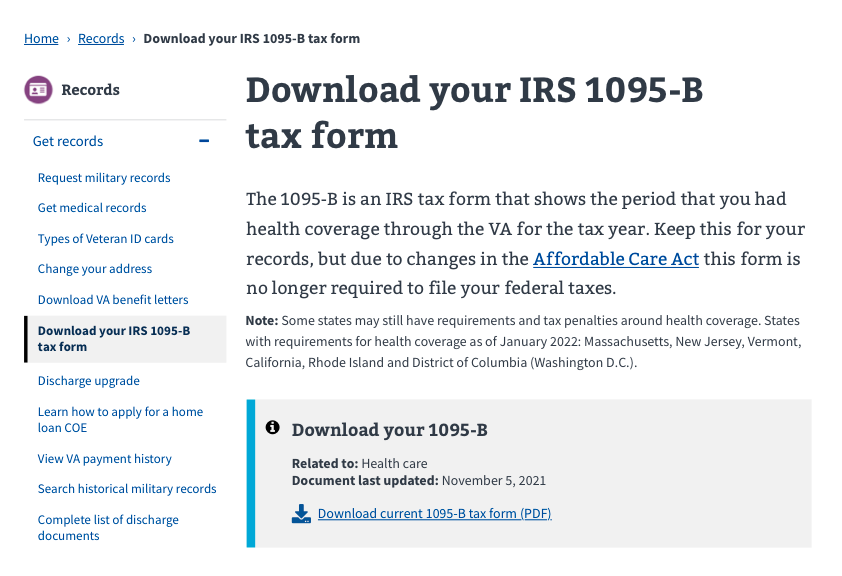 Home › Records › Download your IRS 1095-B tax form
Records
Get records
Request military records
Get medical records
Types of Veteran ID cards
Change your address
Download VA benefit letters
Download your IRS 1095-B
tax form
Discharge upgrade
Learn how to apply for a home
loan COE
View VA payment history
Search historical military records
Complete list of discharge
documents
Download your IRS 1095-B
tax form
The 1095-B is an IRS tax form that shows the period that you had
health coverage through the VA for the tax year. Keep this for your
records, but due to changes in the Affordable Care Act this form is
no longer required to file your federal taxes.
Note: Some states may still have requirements and tax penalties around health coverage. States
with requirements for health coverage as of January 2022: Massachusetts, New Jersey, Vermont,
California, Rhode Island and District of Columbia (Washington D.C.).
Download your 1095-B
Related to: Health care
Document last updated: November 5, 2021
Download current 1095-B tax form (PDF)